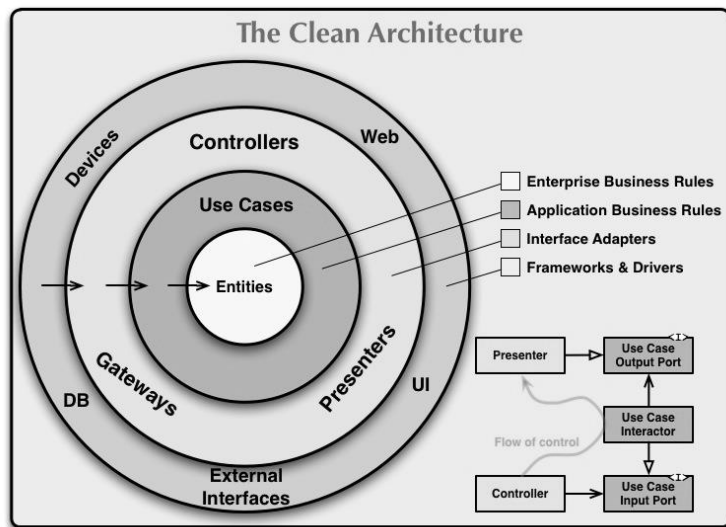 The Clean Architecture
Devices
Web
Controllers
Use Cases
Entities
Gateways
Presenters
DB
UI
External
Interfaces
Enterprise Business Rules
Application Business Rules
Interface Adapters
Frameworks & Drivers
Presenter
<I>
Use Case
Output Port
Use Case
Interactor
Flow of control
Controller
<I>
Use Case
Input Port